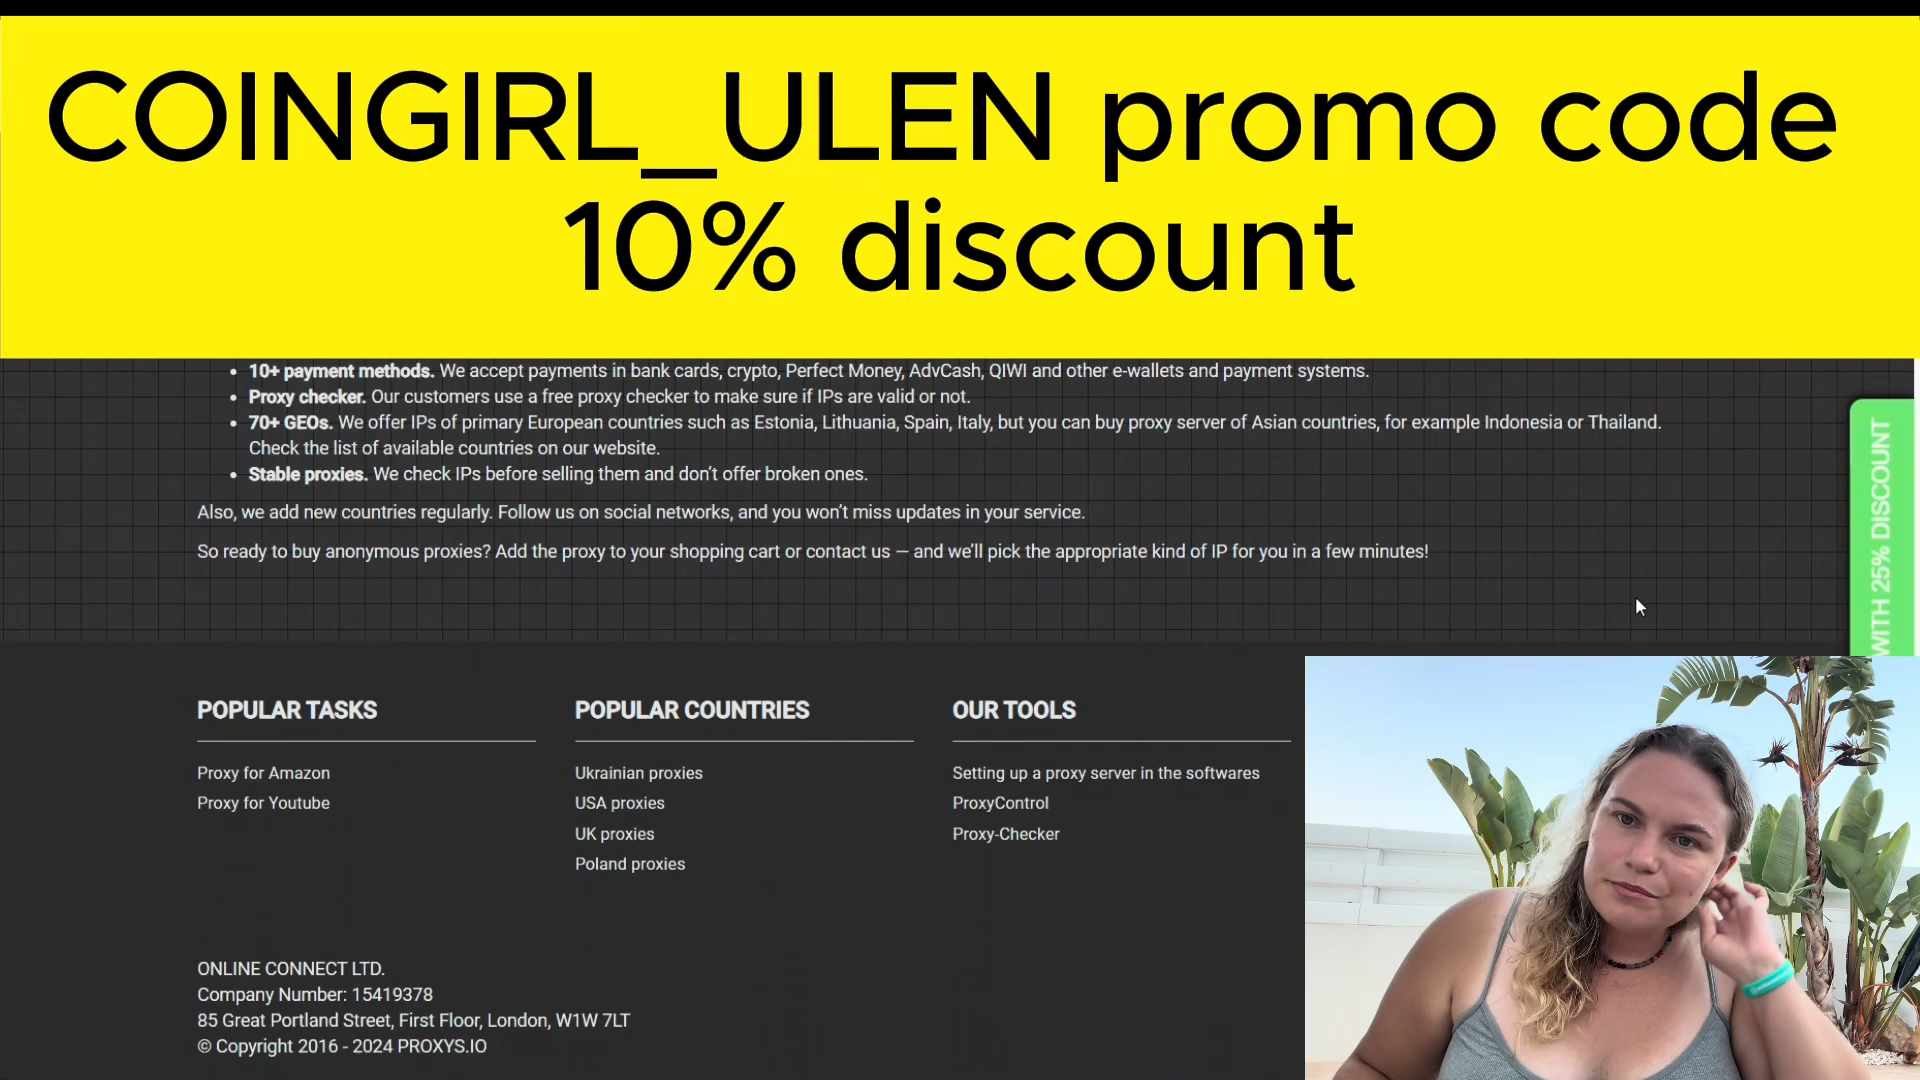 COINGIRL_ULEN promo code
10% discount
10+ payment methods. We accept payments in bank cards, crypto, Perfect Money, AdvCash, QIWI and other e-wallets and payment systems.
Proxy checker. Our customers use a free proxy checker to make sure if IPs are valid or not.
70+ GEOs. We offer IPs of primary European countries such as Estonia, Lithuania, Spain, Italy, but you can buy proxy server of Asian countries, for example Indonesia or Thailand.
Check the list of available countries on our website.
Stable proxies. We check IPs before selling them and don't offer broken ones.
Also, we add new countries regularly. Follow us on social networks, and you won't miss updates in your service.
So ready to buy anonymous proxies? Add the proxy to your shopping cart or contact us — and we'll pick the appropriate kind of IP for you in a few minutes!
WITH 25% DISCOUNT
POPULAR TASKS
Proxy for Amazon
Proxy for Youtube
POPULAR COUNTRIES
Ukrainian proxies
USA proxies
UK proxies
Poland proxies
OUR TOOLS
Setting up a proxy server in the softwares
ProxyControl
Proxy-Checker
ONLINE CONNECT LTD.
Company Number: 15419378
85 Great Portland Street, First Floor, London, W1W 7LT
© Copyright 2016 - 2024 PROXYS.IO